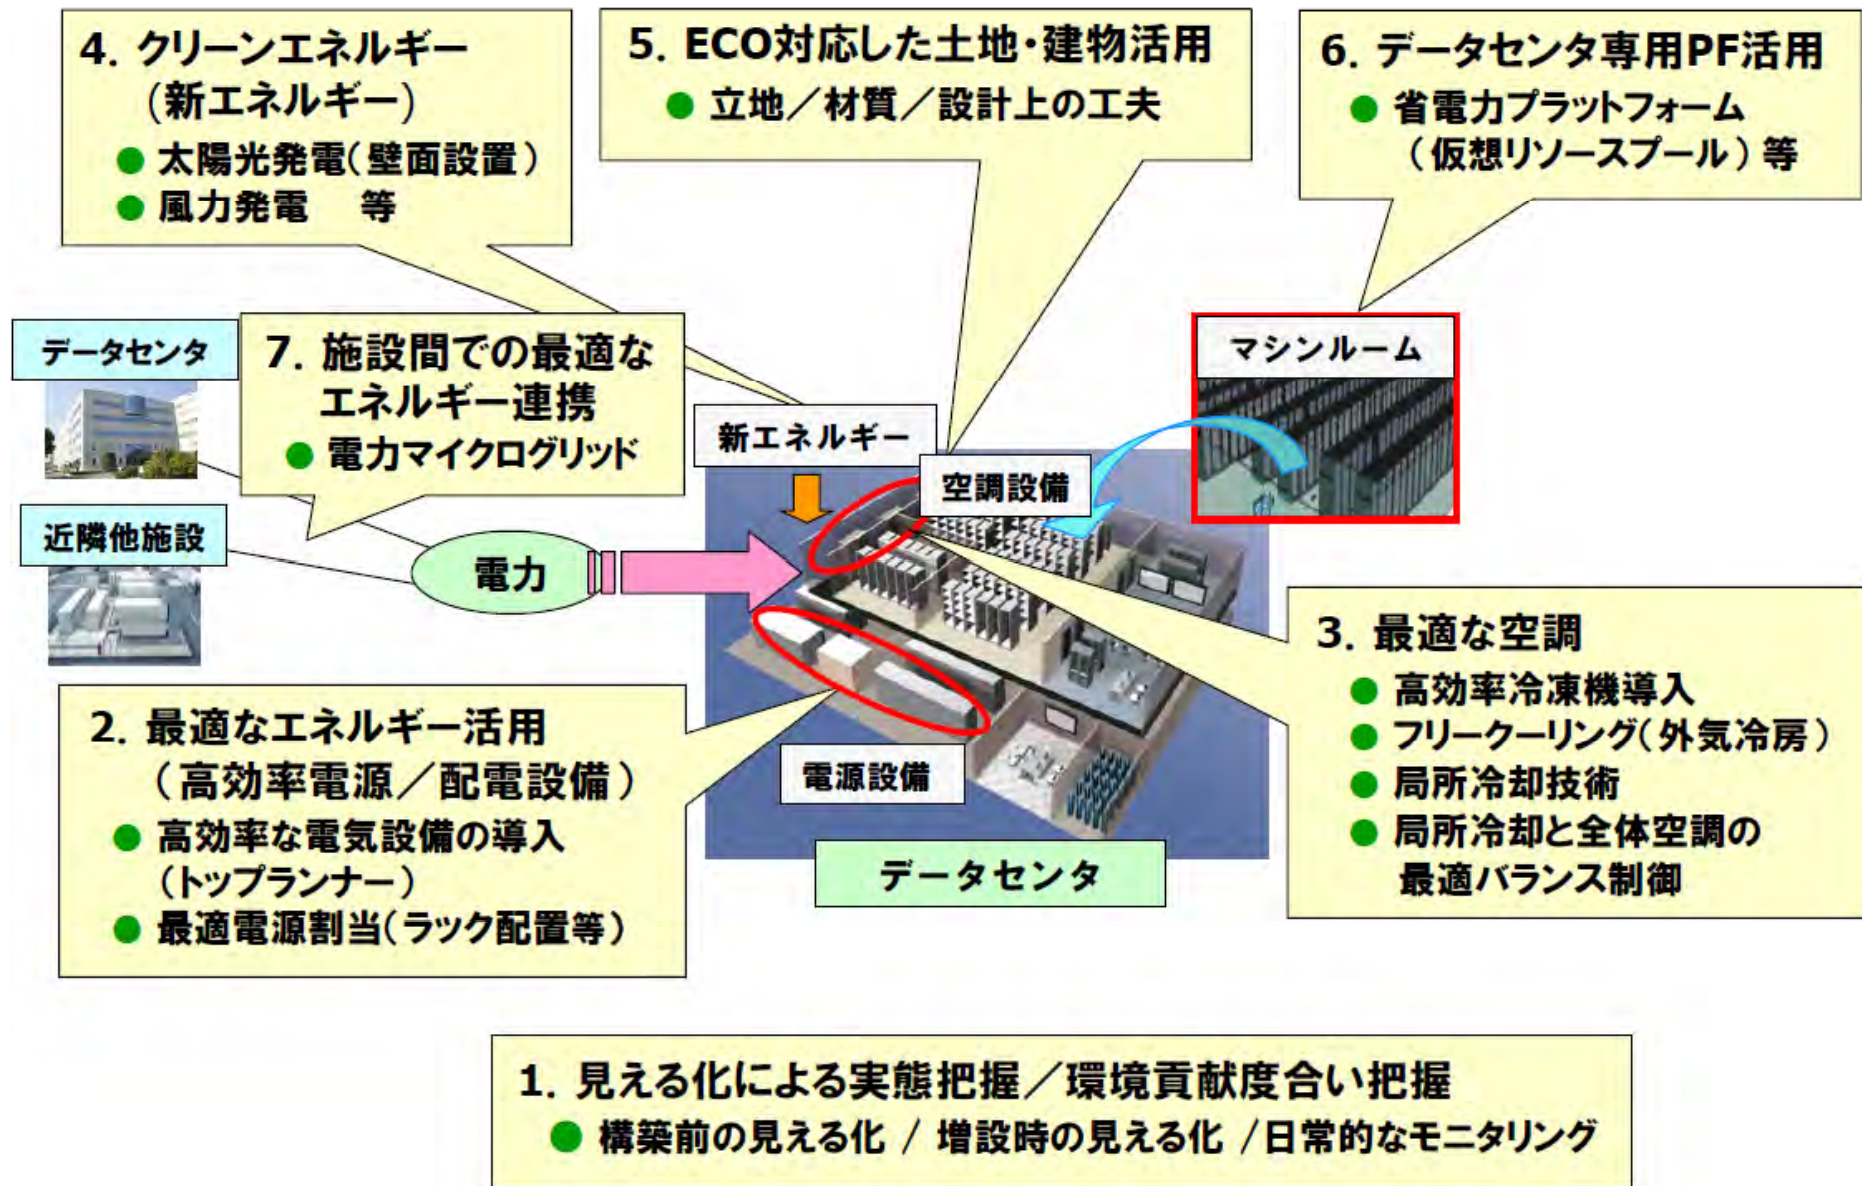 4. クリーンエネルギー
(新エネルギー)
● 太陽光発電(壁面設置)
● 風力発電　等
5. ECO対応した土地・建物活用
● 立地／材質／設計上の工夫
6. データセンタ専用PF活用
● 省電力プラットフォーム
(仮想リソースプール) 等
データセンタ
7. 施設間での最適な
エネルギー連携
● 電力マイクログリッド
近隣他施設
電力
新エネルギー
空調設備
マシンルーム
2. 最適なエネルギー活用
(高効率電源／配電設備)
● 高効率な電気設備の導入
(トップランナー)
● 最適電源割当(ラック配置等)
電源設備
データセンタ
3. 最適な空調
● 高効率冷凍機導入
● フリークーリング(外気冷房)
● 局所冷却技術
● 局所冷却と全体空調の
最適バランス制御
1. 見える化による実態把握／環境貢献度合い把握
● 構築前の見える化 / 増設時の見える化 /日常的なモニタリング